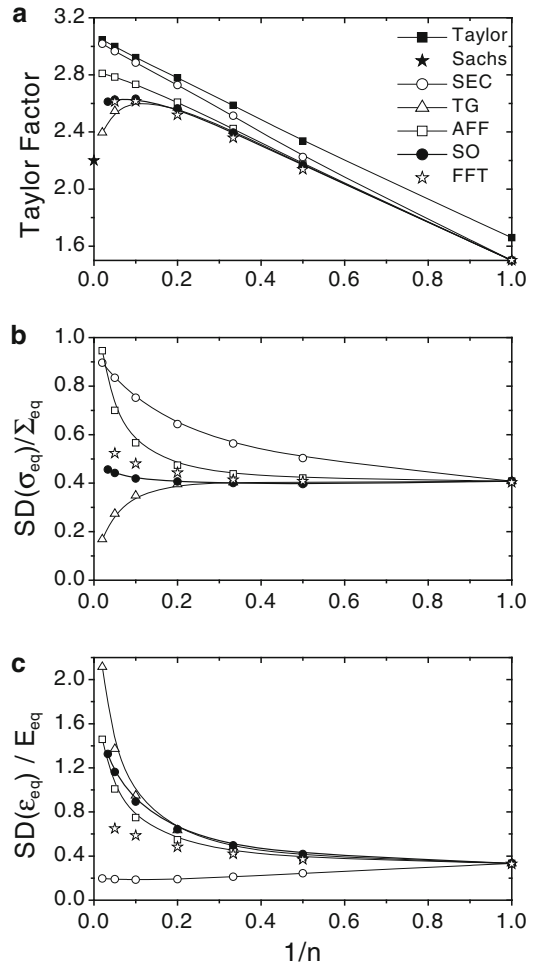 a
3.2
2.8
2.4
2.0
1.6
Taylor Factor
Taylor
Sachs
SEC
TG
AFF
SO
FFT
0.0 0.2 0.4 0.6 0.8 1.0
b
1.0
0.8
0.6
0.4
0.2
0.0
SD(σeq)/Σeq
0.0 0.2 0.4 0.6 0.8 1.0
c
2.0
1.6
1.2
0.8
0.4
0.0
SD(εeq) / Eeq
0.0 0.2 0.4 0.6 0.8 1.0
1/n